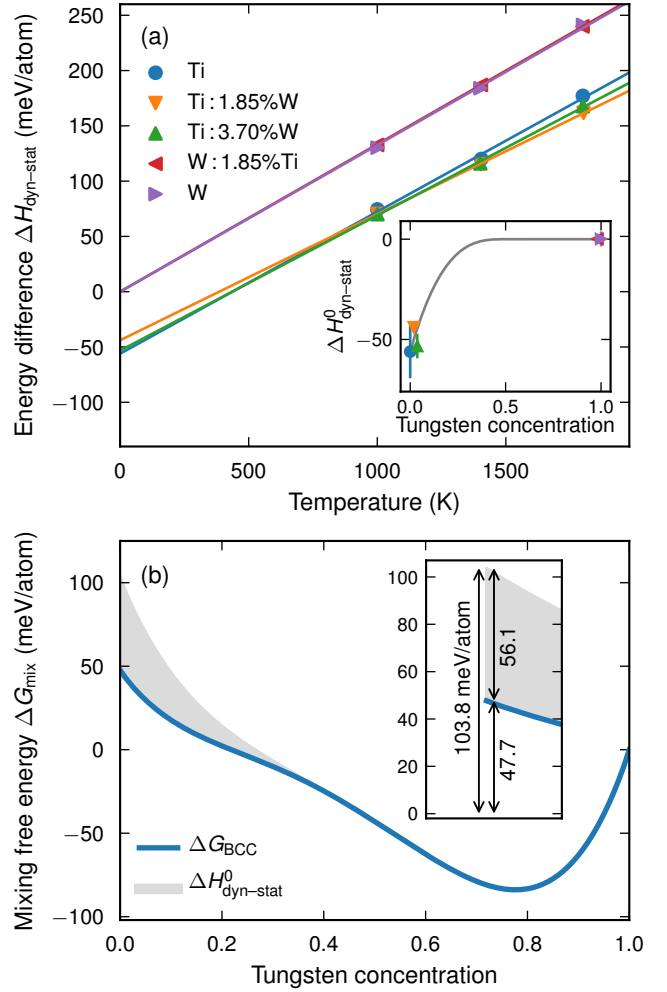 Energy difference ΔH_dyn−stat (meV/atom)
250
200
150
100
50
0
−50
−100
(a)
Ti
Ti : 1.85%W
Ti : 3.70%W
W : 1.85%Ti
W
ΔH⁰_dyn−stat
0
−50
0.0
0.5
1.0
Tungsten concentration
0
500
1000
1500
Temperature (K)
Mixing free energy ΔG_mix (meV/atom)
100
50
0
−50
−100
(b)
100
80
60
40
20
0
103.8 meV/atom
56.1
47.7
ΔG_BCC
ΔH⁰_dyn−stat
0.0
0.2
0.4
0.6
0.8
1.0
Tungsten concentration